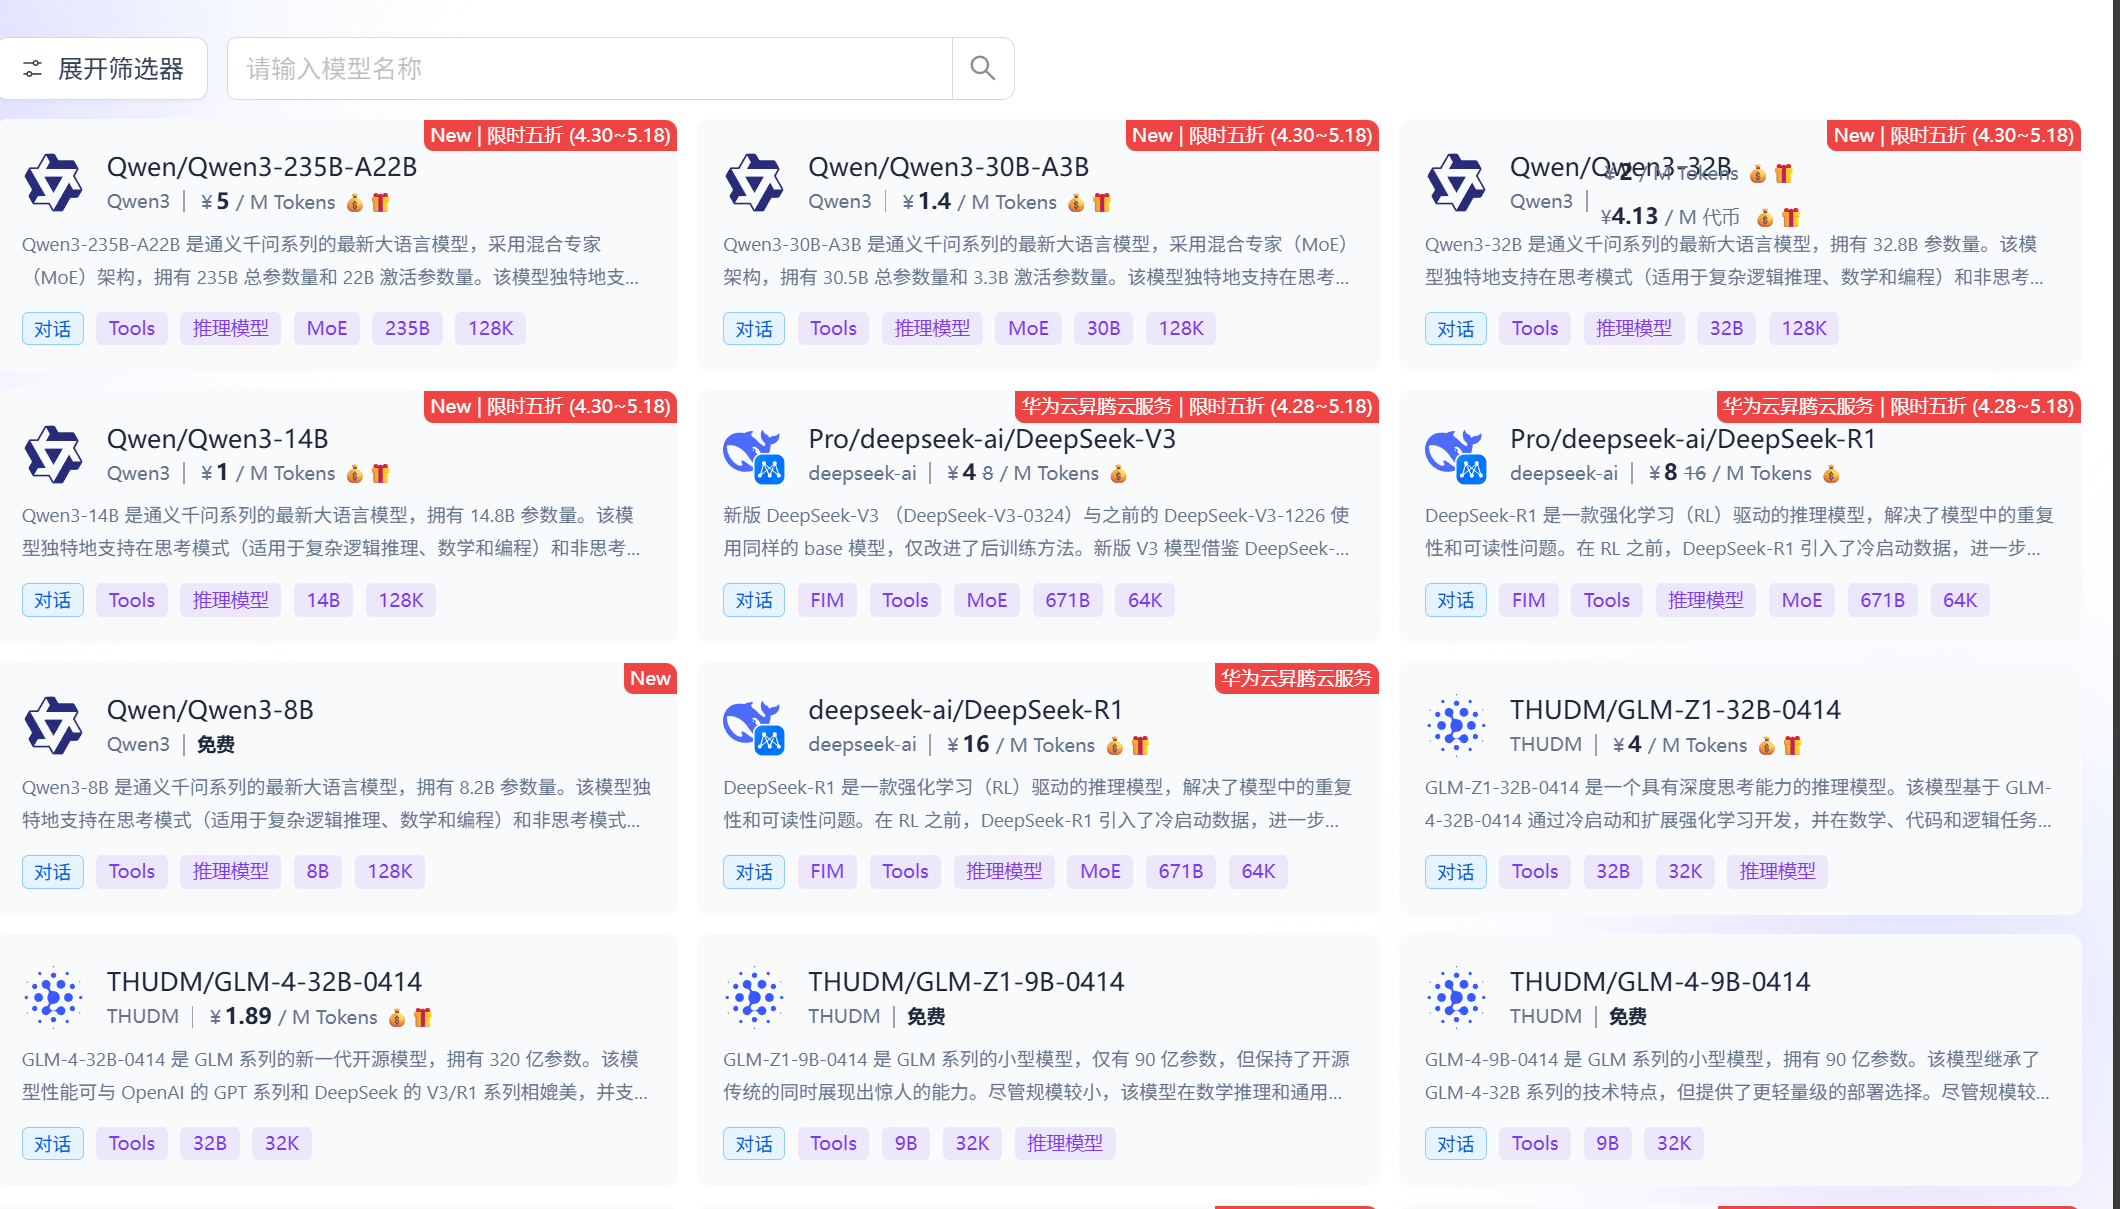 展开筛选器
请输入模型名称
New | 限时五折 (4.30~5.18)
Qwen/Qwen3-235B-A22B
Qwen3 | ¥ 5 / M Tokens
Qwen3-235B-A22B 是通义千问系列的最新大语言模型，采用混合专家
（MoE）架构，拥有 235B 总参数量和 22B 激活参数量。该模型独特地支...
对话 Tools 推理模型 MoE 235B 128K
New | 限时五折 (4.30~5.18)
Qwen/Qwen3-30B-A3B
Qwen3 | ¥ 1.4 / M Tokens
Qwen3-30B-A3B 是通义千问系列的最新大语言模型，采用混合专家（MoE）
架构，拥有 30.5B 总参数量和 3.3B 激活参数量。该模型独特地支持在思考...
对话 Tools 推理模型 MoE 30B 128K
New | 限时五折 (4.30~5.18)
Qwen/Qwen3-32B
¥ 2 / M Tokens
Qwen3 |
¥4.13 / M 代币
Qwen3-32B 是通义千问系列的最新大语言模型，拥有 32.8B 参数量。该模
型独特地支持在思考模式（适用于复杂逻辑推理、数学和编程）和非思考...
对话 Tools 推理模型 32B 128K
New | 限时五折 (4.30~5.18)
Qwen/Qwen3-14B
Qwen3 | ¥ 1 / M Tokens
Qwen3-14B 是通义千问系列的最新大语言模型，拥有 14.8B 参数量。该模
型独特地支持在思考模式（适用于复杂逻辑推理、数学和编程）和非思考...
对话 Tools 推理模型 14B 128K
华为云昇腾云服务 | 限时五折 (4.28~5.18)
Pro/deepseek-ai/DeepSeek-V3
deepseek-ai | ¥ 4 8 / M Tokens
新版 DeepSeek-V3 （DeepSeek-V3-0324）与之前的 DeepSeek-V3-1226 使
用同样的 base 模型，仅改进了后训练方法。新版 V3 模型借鉴 DeepSeek-...
对话 FIM Tools MoE 671B 64K
华为云昇腾云服务 | 限时五折 (4.28~5.18)
Pro/deepseek-ai/DeepSeek-R1
deepseek-ai | ¥ 8 16 / M Tokens
DeepSeek-R1 是一款强化学习（RL）驱动的推理模型，解决了模型中的重复
性和可读性问题。在 RL 之前，DeepSeek-R1 引入了冷启动数据，进一步...
对话 FIM Tools 推理模型 MoE 671B 64K
New
Qwen/Qwen3-8B
Qwen3 | 免费
Qwen3-8B 是通义千问系列的最新大语言模型，拥有 8.2B 参数量。该模型独
特地支持在思考模式（适用于复杂逻辑推理、数学和编程）和非思考模式...
对话 Tools 推理模型 8B 128K
华为云昇腾云服务
deepseek-ai/DeepSeek-R1
deepseek-ai | ¥ 16 / M Tokens
DeepSeek-R1 是一款强化学习（RL）驱动的推理模型，解决了模型中的重复
性和可读性问题。在 RL 之前，DeepSeek-R1 引入了冷启动数据，进一步...
对话 FIM Tools 推理模型 MoE 671B 64K
THUDM/GLM-Z1-32B-0414
THUDM | ¥ 4 / M Tokens
GLM-Z1-32B-0414 是一个具有深度思考能力的推理模型。该模型基于 GLM-
4-32B-0414 通过冷启动和扩展强化学习开发，并在数学、代码和逻辑任务...
对话 Tools 32B 32K 推理模型
THUDM/GLM-4-32B-0414
THUDM | ¥ 1.89 / M Tokens
GLM-4-32B-0414 是 GLM 系列的新一代开源模型，拥有 320 亿参数。该模
型性能可与 OpenAI 的 GPT 系列和 DeepSeek 的 V3/R1 系列相媲美，并支...
对话 Tools 32B 32K
THUDM/GLM-Z1-9B-0414
THUDM | 免费
GLM-Z1-9B-0414 是 GLM 系列的小型模型，仅有 90 亿参数，但保持了开源
传统的同时展现出惊人的能力。尽管规模较小，该模型在数学推理和通用...
对话 Tools 9B 32K 推理模型
THUDM/GLM-4-9B-0414
THUDM | 免费
GLM-4-9B-0414 是 GLM 系列的小型模型，拥有 90 亿参数。该模型继承了
GLM-4-32B 系列的技术特点，但提供了更轻量级的部署选择。尽管规模较...
对话 Tools 9B 32K